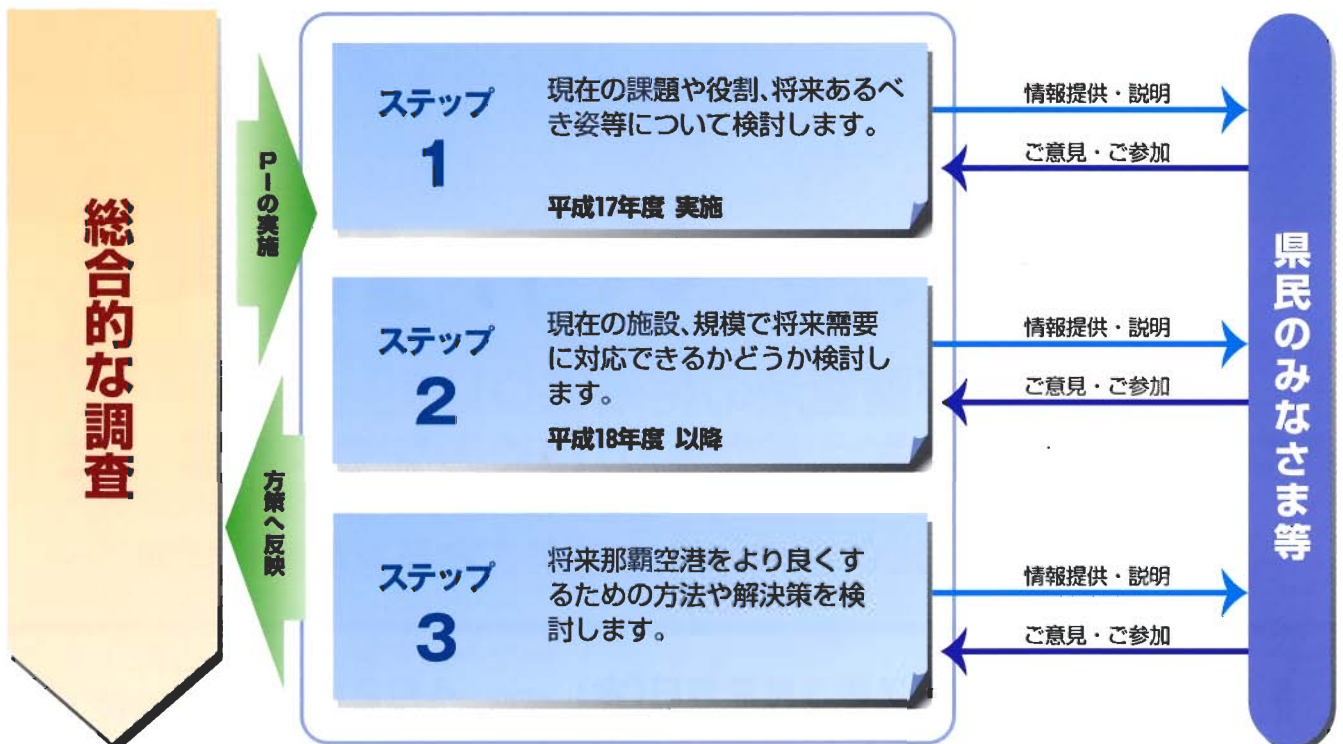 総合的な調査
PIの実施
方策へ反映
ステップ
1
現在の課題や役割、将来あるべ
き姿等について検討します。
平成17年度 実施
情報提供・説明
ご意見・ご参加
ステップ
2
現在の施設、規模で将来需要
に対応できるかどうか検討し
ます。
平成18年度 以降
情報提供・説明
ご意見・ご参加
ステップ
3
将来那覇空港をより良くす
るための方法や解決策を検
討します。
情報提供・説明
ご意見・ご参加
県民のみなさま等